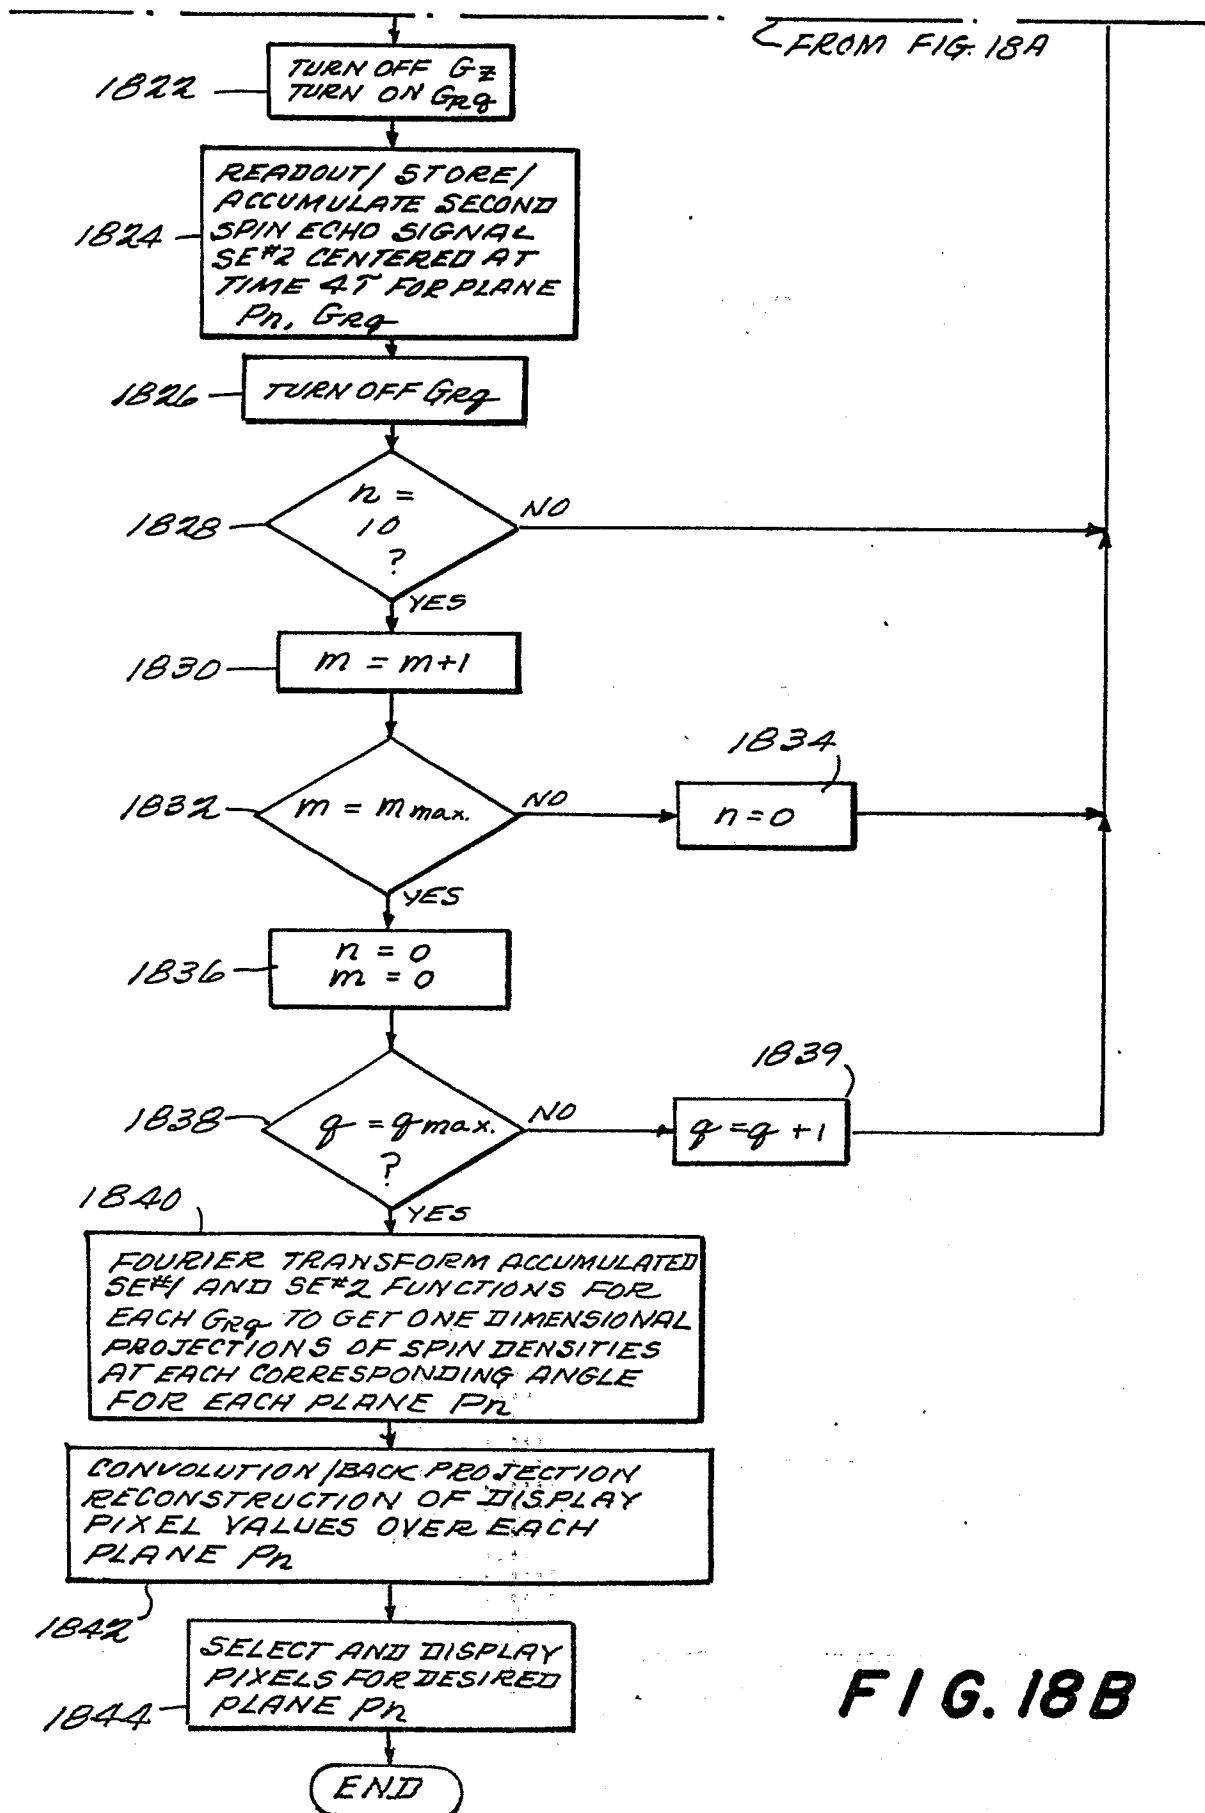 FROM FIG. 18A
1822
TURN OFF Gz
TURN ON GRq
1824
READOUT/ STORE/
ACCUMULATE SECOND
SPIN ECHO SIGNAL
SE#2 CENTERED AT
TIME 4τ FOR PLANE
Pn, GRq
1826
TURN OFF GRq
1828
n =
10
?
NO
YES
1830
m = m+1
1832
m = m max.
NO
1834
n=0
YES
1836
n = 0
m = 0
1838
q = q max.
?
NO
1839
q = q +1
YES
1840
FOURIER TRANSFORM ACCUMULATED
SE#1 AND SE#2 FUNCTIONS FOR
EACH GRq TO GET ONE DIMENSIONAL
PROJECTIONS OF SPIN DENSITIES
AT EACH CORRESPONDING ANGLE
FOR EACH PLANE Pn
CONVOLUTION/BACK PROJECTION
RECONSTRUCTION OF DISPLAY
PIXEL VALUES OVER EACH
PLANE Pn
1842
SELECT AND DISPLAY
PIXELS FOR DESIRED
PLANE Pn
1844
END
FIG. 18B